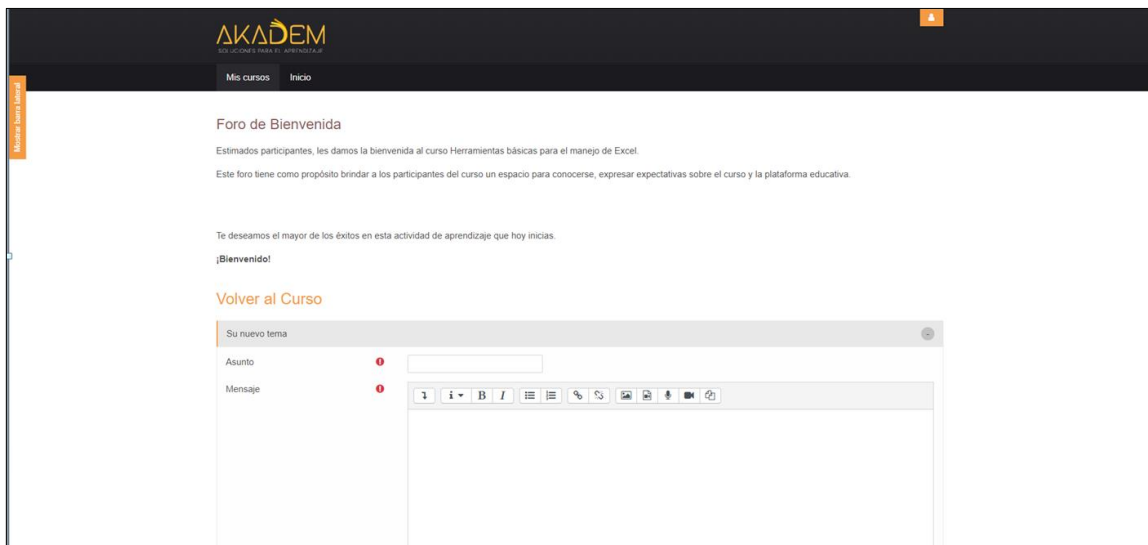 AKADEM
SOLUCIONES PARA EL APRENDIZAJE
Mis cursos Inicio
Mostrar barra lateral
Foro de Bienvenida
Estimados participantes, les damos la bienvenida al curso Herramientas básicas para el manejo de Excel.
Este foro tiene como propósito brindar a los participantes del curso un espacio para conocerse, expresar expectativas sobre el curso y la plataforma educativa.
Te deseamos el mayor de los éxitos en esta actividad de aprendizaje que hoy inicias.
¡Bienvenido!
Volver al Curso
Su nuevo tema
Asunto
Mensaje
B I